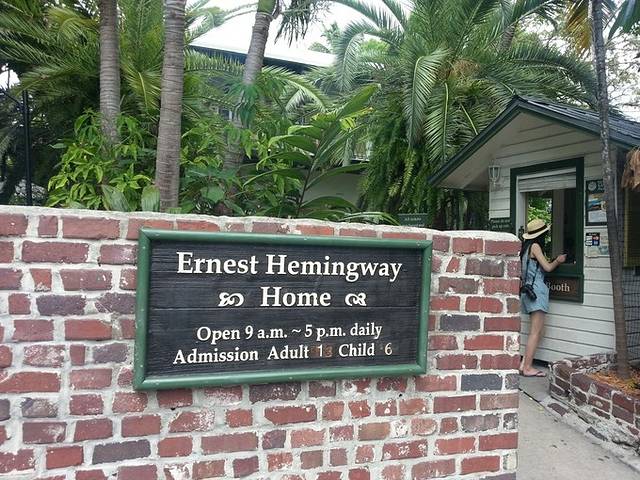 Ernest Hemingway
Home
Open 9 a.m. ~ 5 p.m. daily
Admission Adult 13 Child 6
Booth